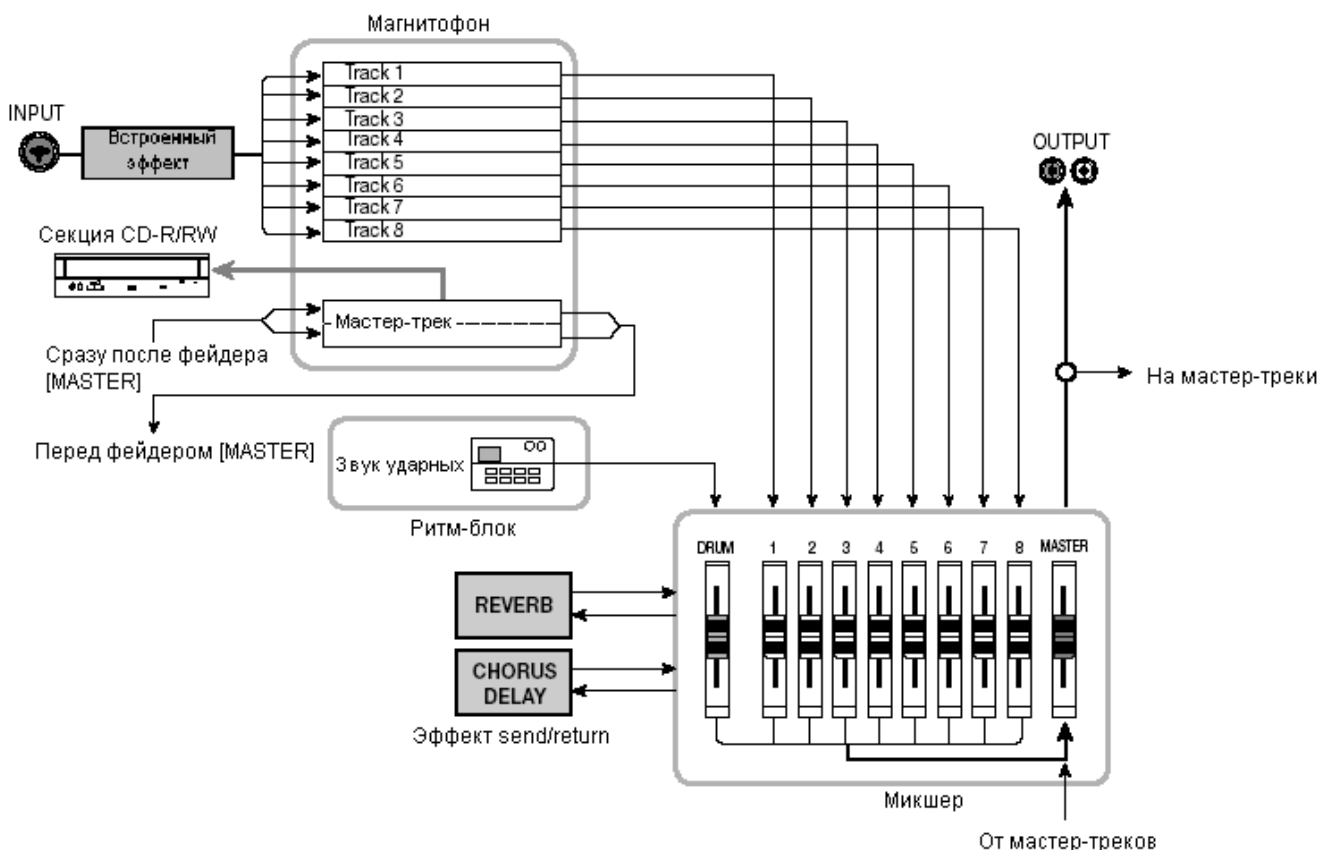 Магнитофон
Track 1
Track 2
Track 3
Track 4
Track 5
Track 6
Track 7
Track 8
INPUT
Встроенный
эффект
OUTPUT
Секция CD-R/RW
Мастер-трек
Сразу после фейдера
[MASTER]
На мастер-треки
Перед фейдером [MASTER]
Звук ударных
Ритм-блок
DRUM 1 2 3 4 5 6 7 8 MASTER
REVERB
CHORUS
DELAY
Эффект send/return
Микшер
От мастер-треков